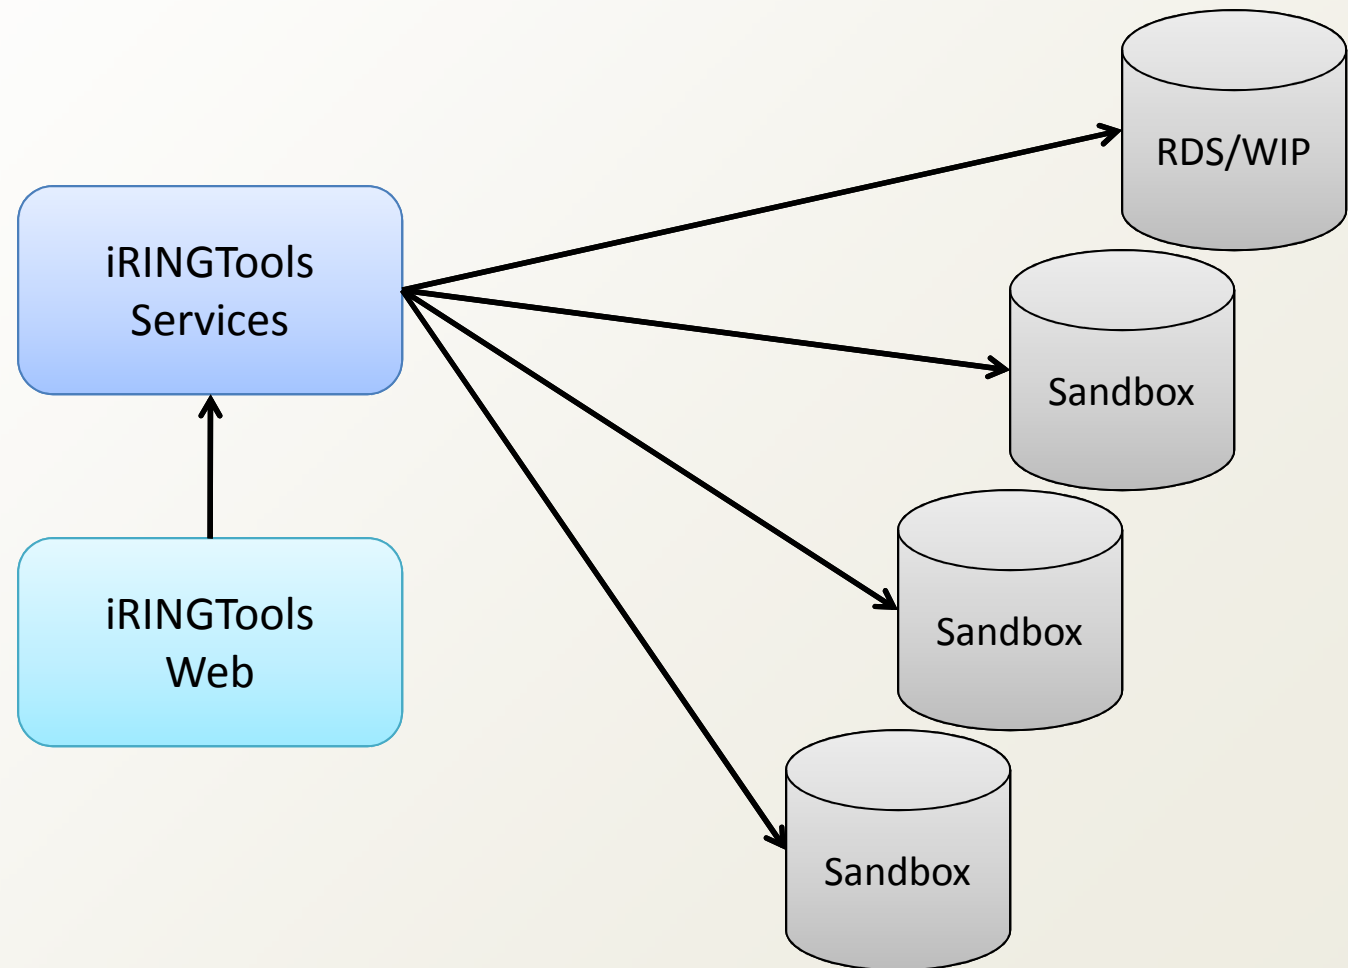 RDS/WIP
iRINGTools
Services
Sandbox
iRINGTools
Web
Sandbox
Sandbox